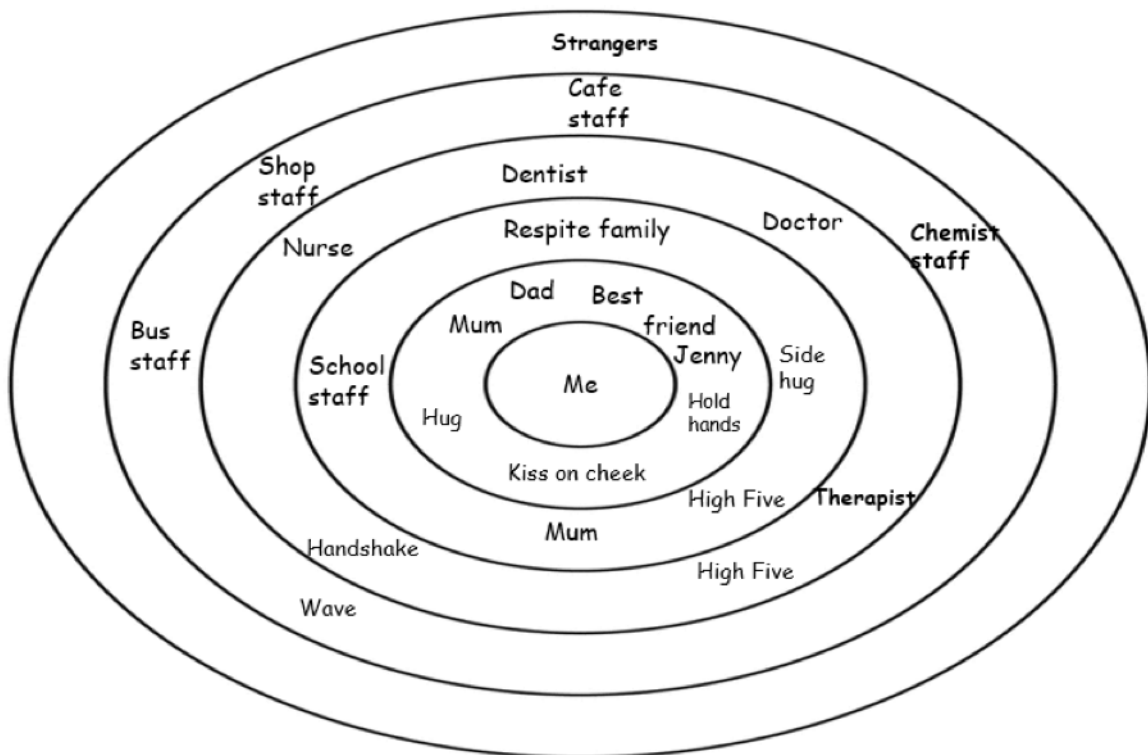 Strangers
Cafe
staff
Shop
staff
Dentist
Nurse
Doctor
Chemist
staff
Respite family
Dad
Best
friend
Jenny
Mum
Bus
staff
School
staff
Me
Side
hug
Hug
Hold
hands
Kiss on cheek
High Five
Therapist
Mum
Handshake
High Five
Wave